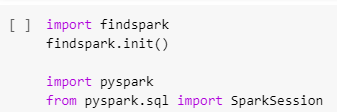 [ ] import findspark
findspark.init()
import pyspark
from pyspark.sql import SparkSession